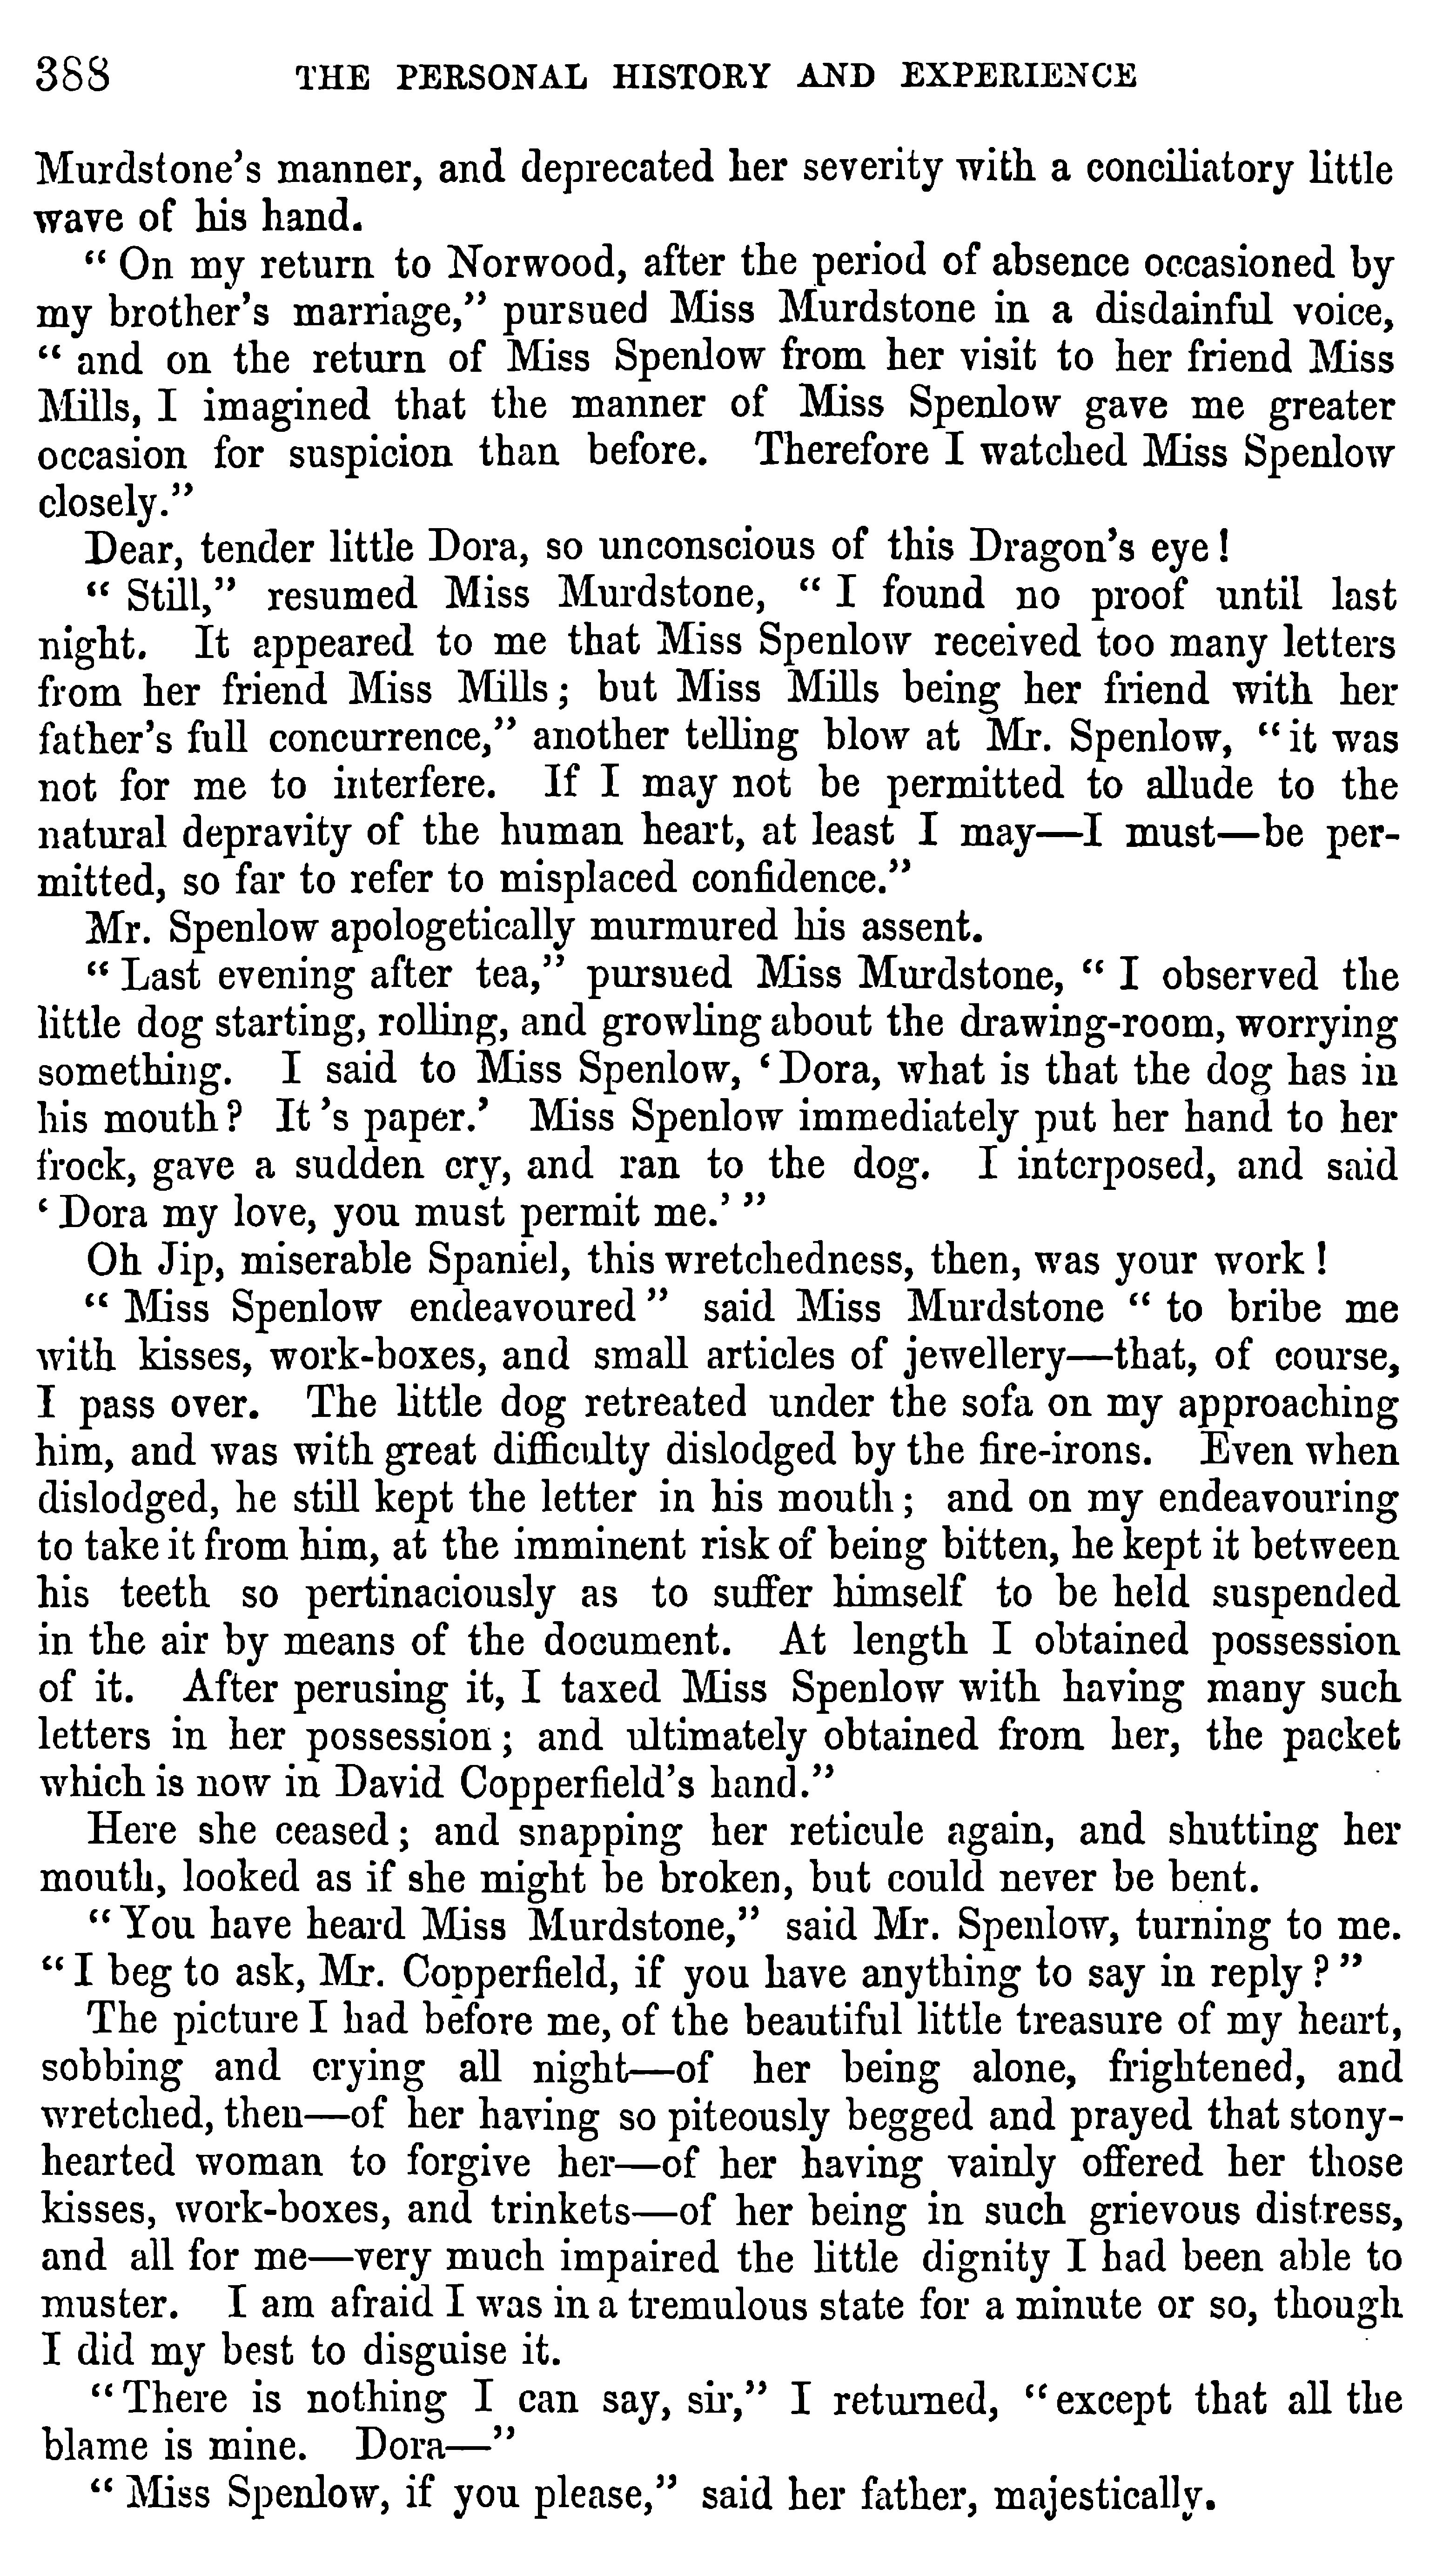 388 THE PERSONAL HISTORY AND EXPERIENCE
Murdstone's manner, and deprecated her severity with a conciliatory little
wave of his hand.
" On my return to Norwood, after the period of absence occasioned by
my brother's marriage," pursued Miss Murdstone in a disdainful voice,
" and on the return of Miss Spenlow from her visit to her friend Miss
Mills, I imagined that the manner of Miss Spenlow gave me greater
occasion for suspicion than before. Therefore I watched Miss Spenlow
closely."
Dear, tender little Dora, so unconscious of this Dragon's eye!
" Still," resumed Miss Murdstone, " I found no proof until last
night. It appeared to me that Miss Spenlow received too many letters
from her friend Miss Mills; but Miss Mills being her friend with her
father's full concurrence," another telling blow at Mr. Spenlow, "it was
not for me to interfere. If I may not be permitted to allude to the
natural depravity of the human heart, at least I may—I must—be per-
mitted, so far to refer to misplaced confidence."
Mr. Spenlow apologetically murmured his assent.
" Last evening after tea," pursued Miss Murdstone, " I observed the
little dog starting, rolling, and growling about the drawing-room, worrying
something. I said to Miss Spenlow, 'Dora, what is that the dog has in
his mouth? It 's paper.' Miss Spenlow immediately put her hand to her
frock, gave a sudden cry, and ran to the dog. I interposed, and said
' Dora my love, you must permit me.' "
Oh Jip, miserable Spaniel, this wretchedness, then, was your work!
" Miss Spenlow endeavoured " said Miss Murdstone " to bribe me
with kisses, work-boxes, and small articles of jewellery—that, of course,
I pass over. The little dog retreated under the sofa on my approaching
him, and was with great difficulty dislodged by the fire-irons. Even when
dislodged, he still kept the letter in his mouth; and on my endeavouring
to take it from him, at the imminent risk of being bitten, he kept it between
his teeth so pertinaciously as to suffer himself to be held suspended
in the air by means of the document. At length I obtained possession
of it. After perusing it, I taxed Miss Spenlow with having many such
letters in her possession; and ultimately obtained from her, the packet
which is now in David Copperfield's hand."
Here she ceased; and snapping her reticule again, and shutting her
mouth, looked as if she might be broken, but could never be bent.
"You have heard Miss Murdstone," said Mr. Spenlow, turning to me.
"I beg to ask, Mr. Copperfield, if you have anything to say in reply?"
The picture I had before me, of the beautiful little treasure of my heart,
sobbing and crying all night—of her being alone, frightened, and
wretched, then—of her having so piteously begged and prayed that stony-
hearted woman to forgive her—of her having vainly offered her those
kisses, work-boxes, and trinkets—of her being in such grievous distress,
and all for me—very much impaired the little dignity I had been able to
muster. I am afraid I was in a tremulous state for a minute or so, though
I did my best to disguise it.
"There is nothing I can say, sir," I returned, "except that all the
blame is mine. Dora—"
" Miss Spenlow, if you please," said her father, majestically.